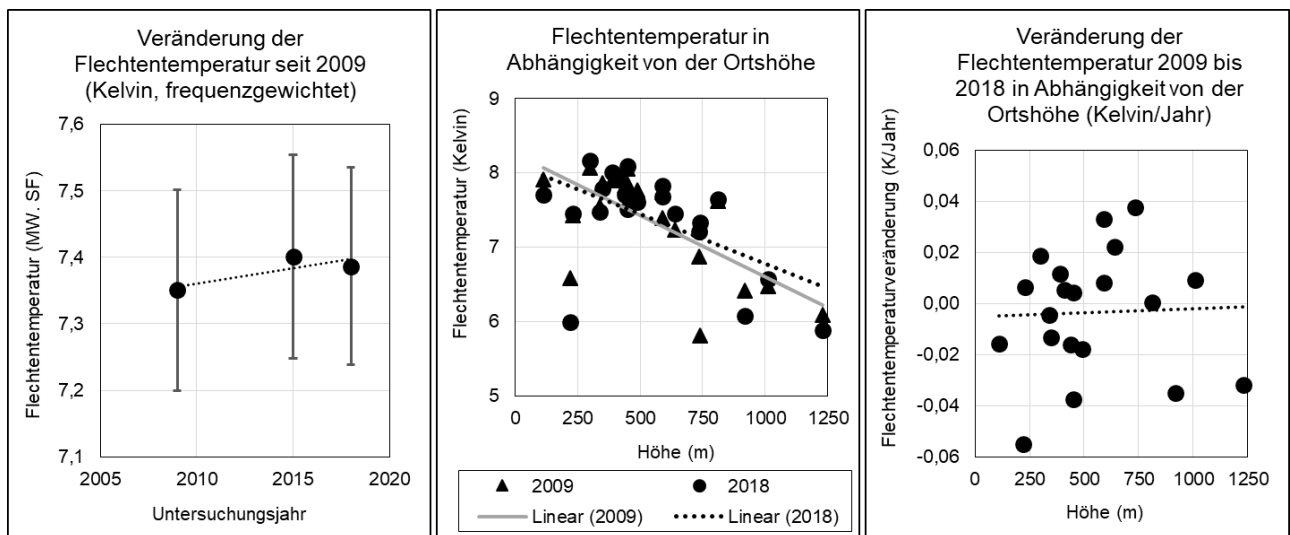 Veränderung der
Flechtentemperatur seit 2009
(Kelvin, frequenzgewichtet)
Flechtentemperatur (MW. SF)
7,6
7,5
7,4
7,3
7,2
7,1
2005
2010
2015
2020
Untersuchungsjahr
Flechtentemperatur in
Abhängigkeit von der Ortshöhe
Flechtentemperatur (Kelvin)
9
8
7
6
5
0
250
500
750
1000
1250
Höhe (m)
2009
2018
Linear (2009)
Linear (2018)
Veränderung der
Flechtentemperatur 2009 bis
2018 in Abhängigkeit von der
Ortshöhe (Kelvin/Jahr)
Flechtentemperaturveränderung (K/Jahr)
0,06
0,04
0,02
0,00
-0,02
-0,04
-0,06
0
250
500
750
1000
1250
Höhe (m)